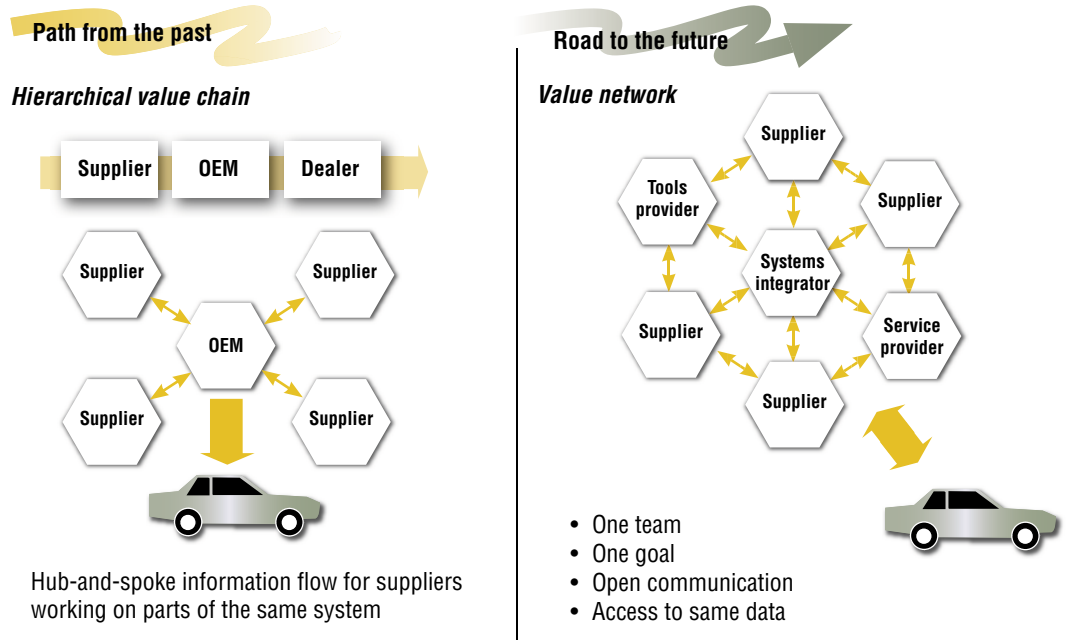 Path from the past
Hierarchical value chain
Supplier
OEM
Dealer
Supplier
Supplier
OEM
Supplier
Supplier
Hub-and-spoke information flow for suppliers
working on parts of the same system
Road to the future
Value network
Supplier
Tools
provider
Supplier
Systems
integrator
Supplier
Service
provider
Supplier
• One team
• One goal
• Open communication
• Access to same data